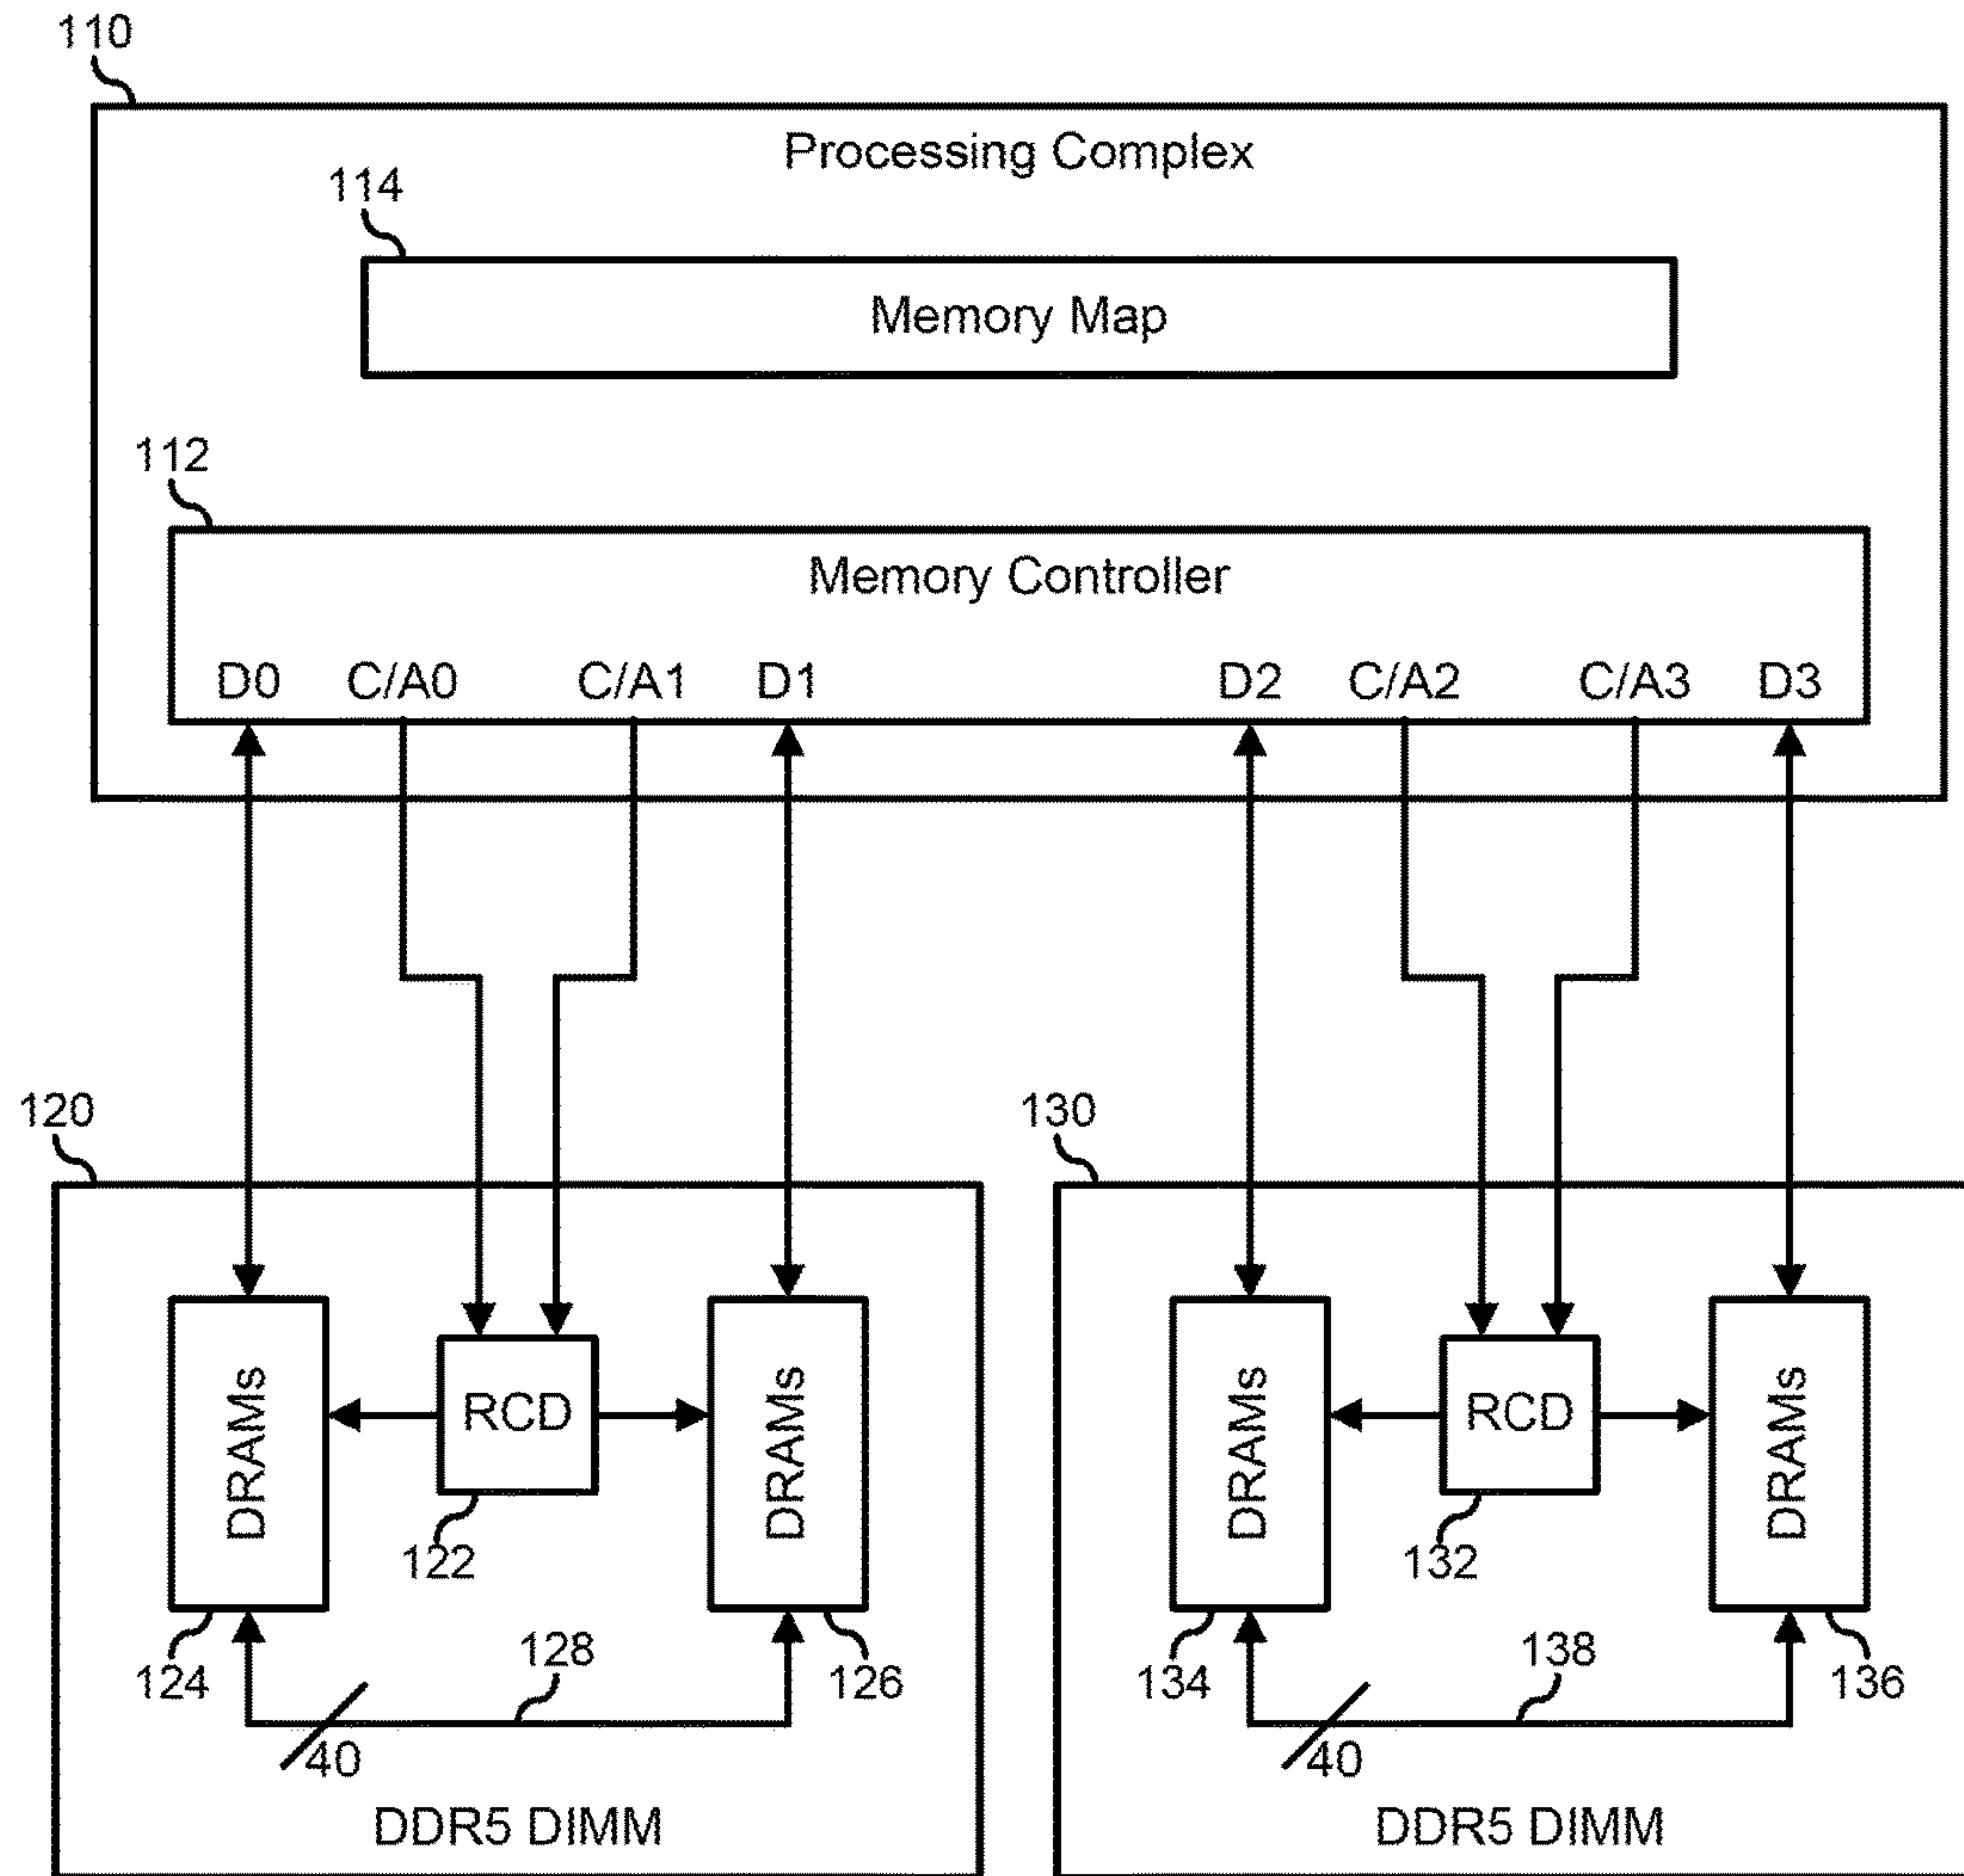 110
Processing Complex
114
Memory Map
112
Memory Controller
D0 C/A0 C/A1 D1 D2 C/A2 C/A3 D3
120
130
DRAMs
RCD
DRAMs
DRAMs
RCD
DRAMs
122
132
124
128
126
134
138
136
40
40
DDR5 DIMM
DDR5 DIMM